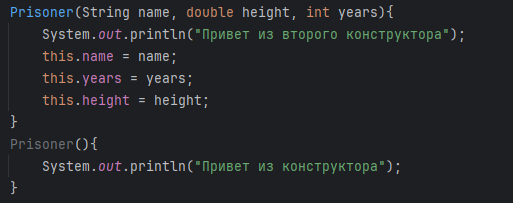 Prisoner(String name, double height, int years){
System.out.println("Привет из второго конструктора");
this.name = name;
this.years = years;
this.height = height;
}
Prisoner(){
System.out.println("Привет из конструктора");
}